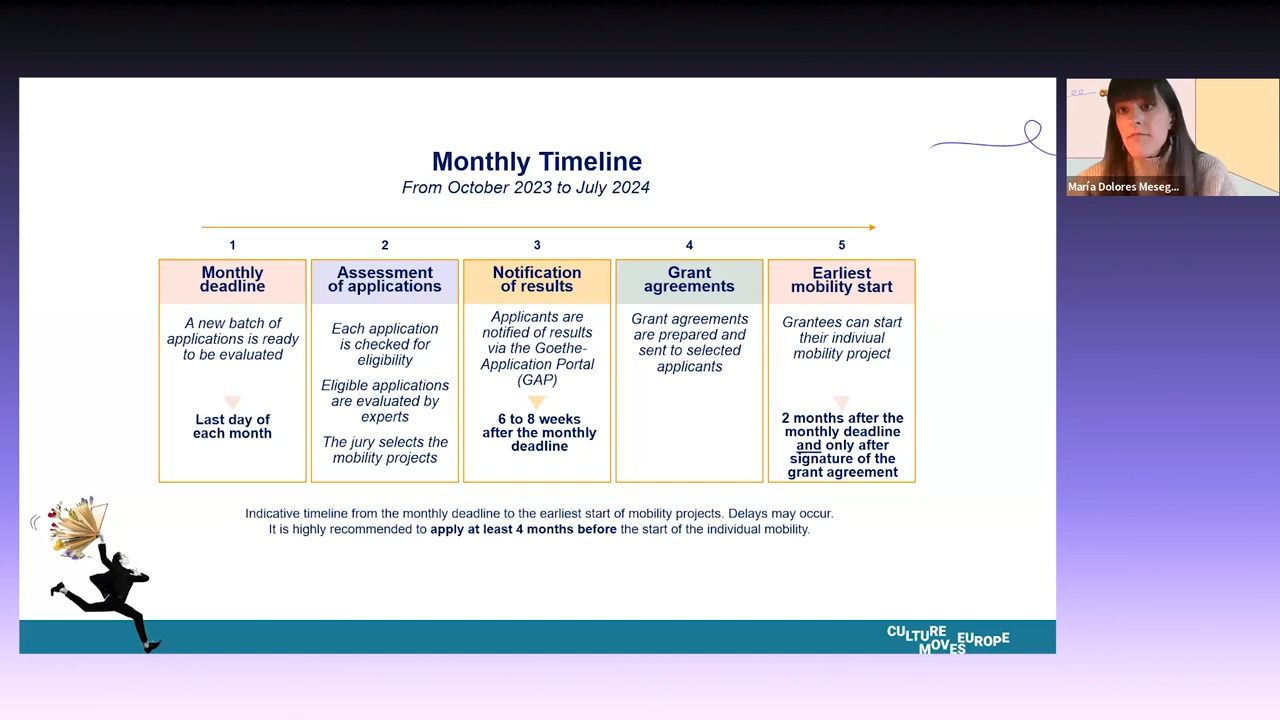 Monthly Timeline
From October 2023 to July 2024
1
2
3
4
5
Monthly
deadline
A new batch of
applications is ready
to be evaluated
Last day of
each month
Assessment
of applications
Each application
is checked for
eligibility
Eligible applications
are evaluated by
experts
The jury selects the
mobility projects
Notification
of results
Applicants are
notified of results
via the Goethe-
Application Portal
(GAP)
6 to 8 weeks
after the monthly
deadline
Grant
agreements
Grant agreements
are prepared and
sent to selected
applicants
Earliest
mobility start
Grantees can start
their indiviual
mobility project
2 months after the
monthly deadline
and only after
signature of the
grant agreement
Indicative timeline from the monthly deadline to the earliest start of mobility projects. Delays may occur.
It is highly recommended to apply at least 4 months before the start of the individual mobility.
CULTURE
MOVES EUROPE
María Dolores Meseg...